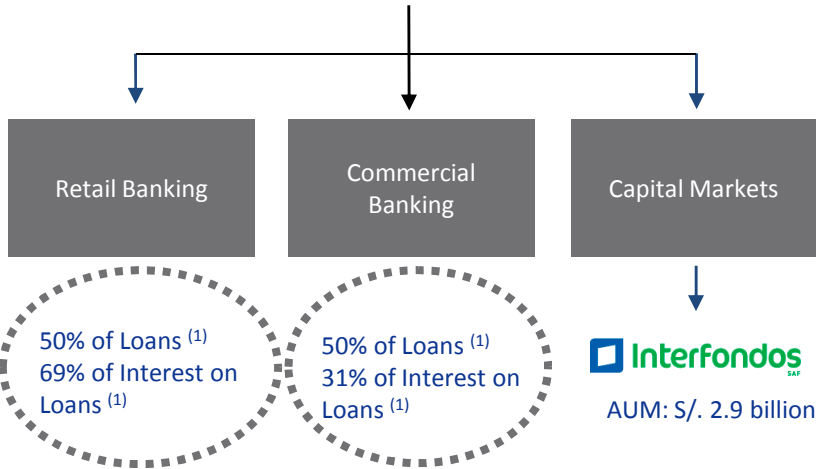 Retail Banking
Commercial
Banking
Capital Markets
50% of Loans (1)
69% of Interest on
Loans (1)
50% of Loans (1)
31% of Interest on
Loans (1)
Interfondos
SAF
AUM: S/. 2.9 billion